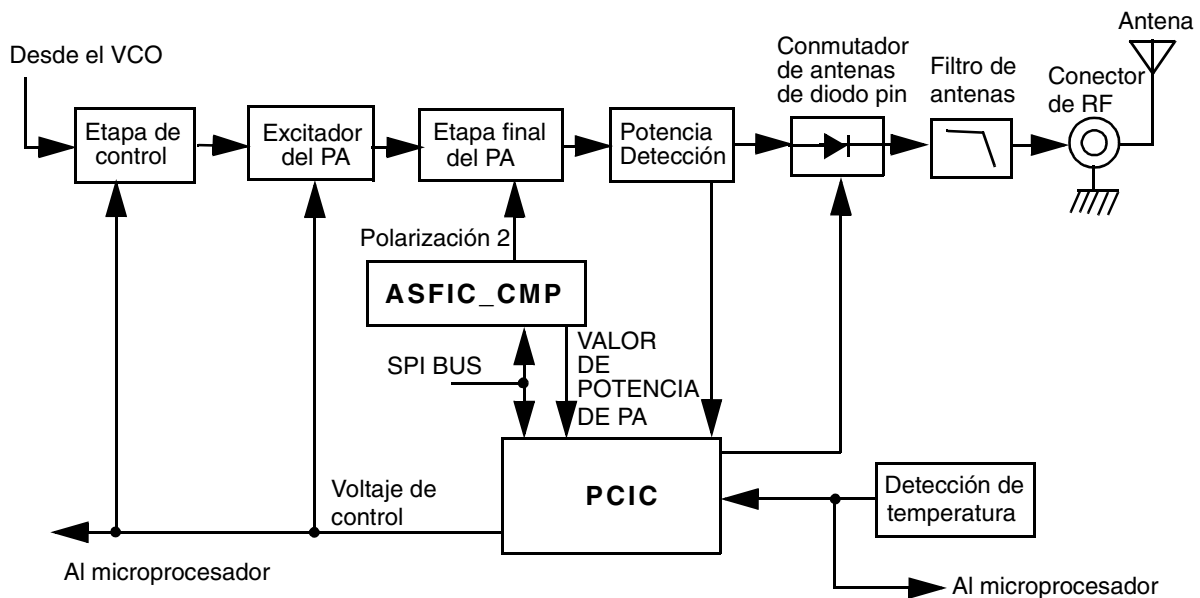 Antena
Desde el VCO
Conmutador
de antenas
de diodo pin
Filtro de
antenas
Conector
de RF
Etapa de
control
Excitador
del PA
Etapa final
del PA
Potencia
Detección
Polarización 2
ASFIC_CMP
SPI BUS
VALOR
DE
POTENCIA
DE PA
PCIC
Voltaje de
control
Detección de
temperatura
Al microprocesador
Al microprocesador